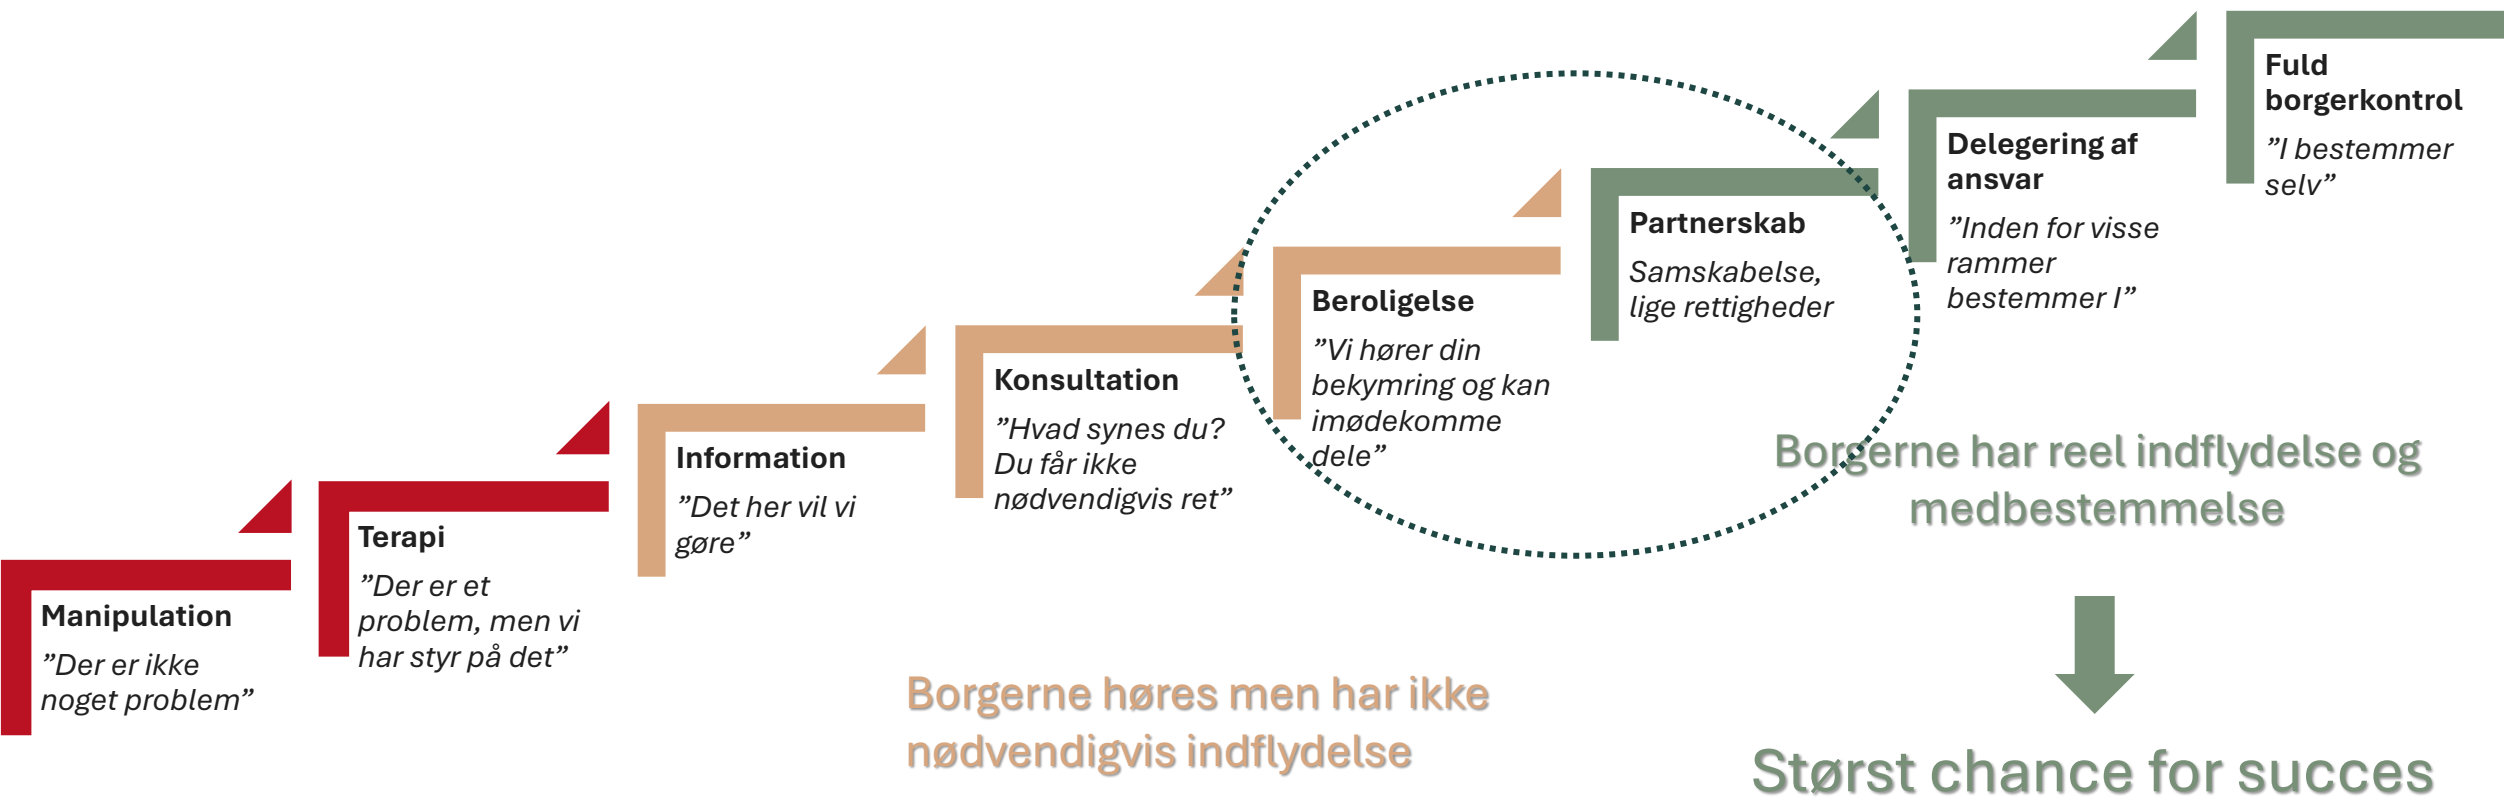 Manipulation
”Der er ikke
noget problem”
Terapi
”Der er et
problem, men vi
har styr på det”
Information
”Det her vil vi
gøre”
Konsultation
”Hvad synes du?
Du får ikke
nødvendigvis ret”
Beroligelse
”Vi hører din
bekymring og kan
imødekomme
dele”
Partnerskab
Samskabelse,
lige rettigheder
Delegering af
ansvar
”Inden for visse
rammer
bestemmer I”
Fuld
borgerkontrol
”I bestemmer
selv”
Borgerne høres men har ikke
nødvendigvis indflydelse
Borgerne har reel indflydelse og
medbestemmelse
Størst chance for succes